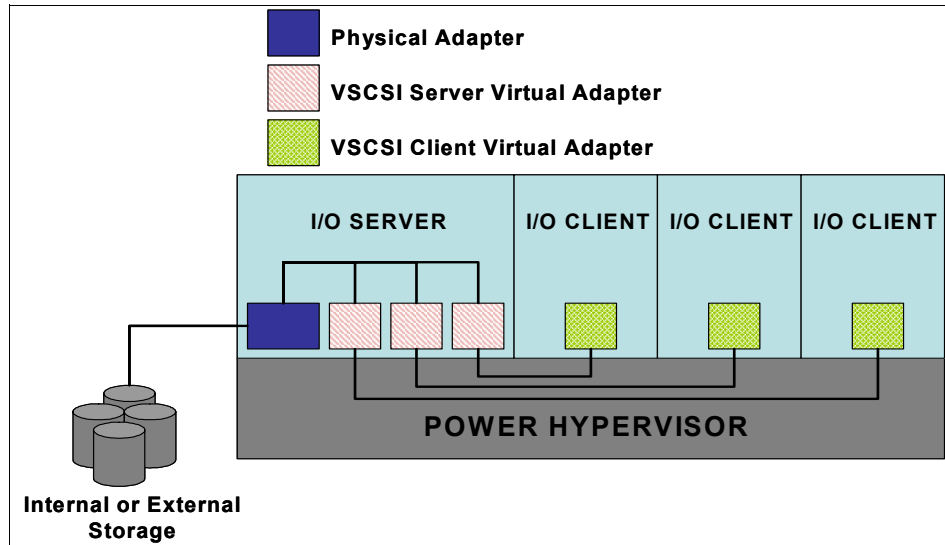 Physical Adapter
VSCSI Server Virtual Adapter
VSCSI Client Virtual Adapter
I/O SERVER
I/O CLIENT
I/O CLIENT
I/O CLIENT
POWER HYPERVISOR
Internal or External
Storage